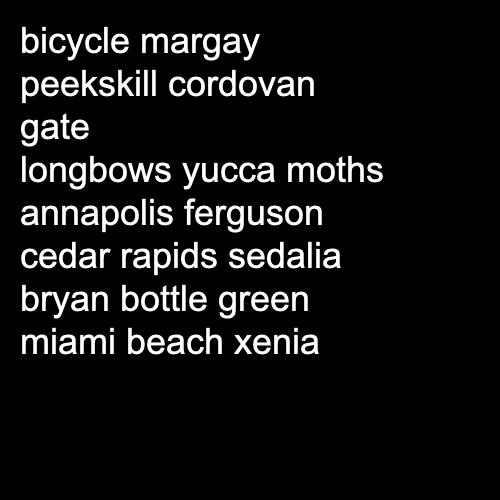 bicycle margay
peekskill cordovan
gate
longbows yucca moths
annapolis ferguson
cedar rapids sedalia
bryan bottle green
miami beach xenia